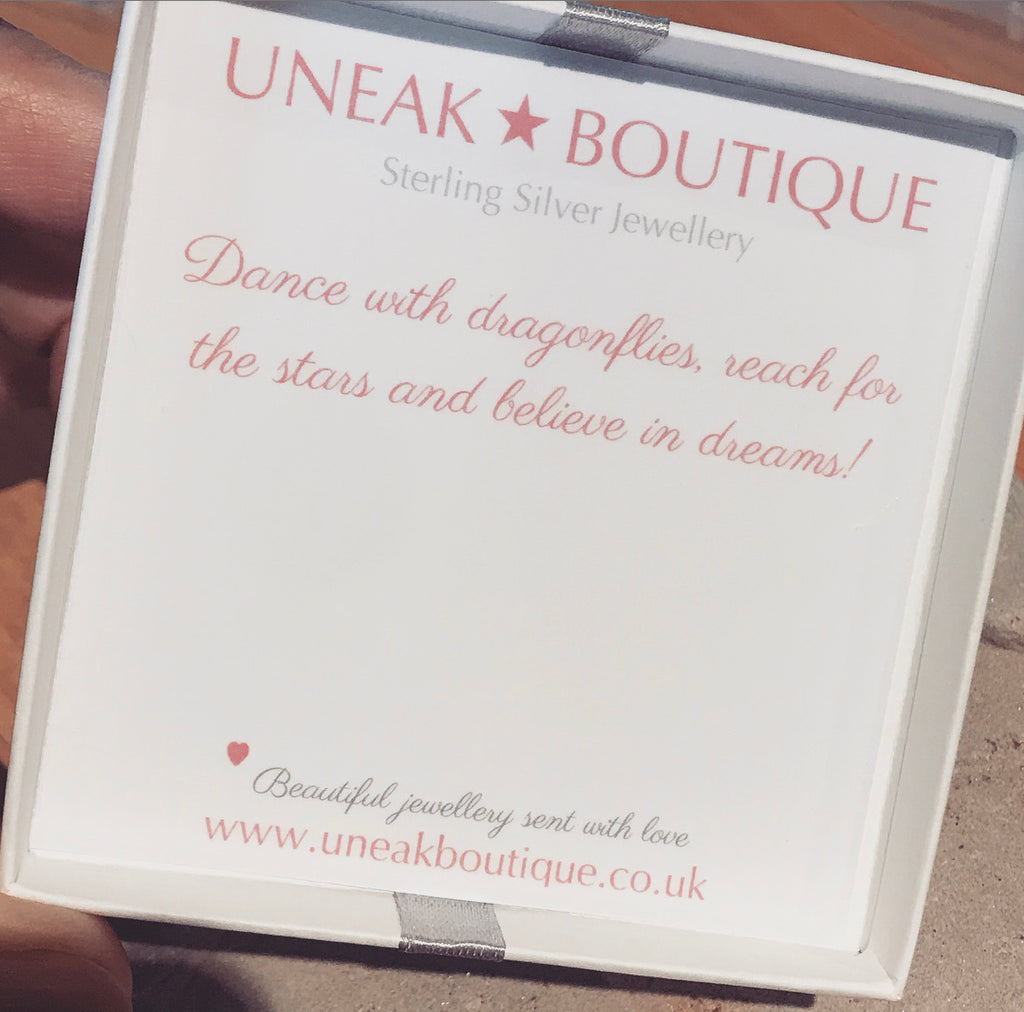 UNEAK★BOUTIQUE
Sterling Silver Jewellery
Dance with dragonflies, reach for
the stars and believe in dreams!
Beautiful jewellery sent with love
www.uneakboutique.co.uk